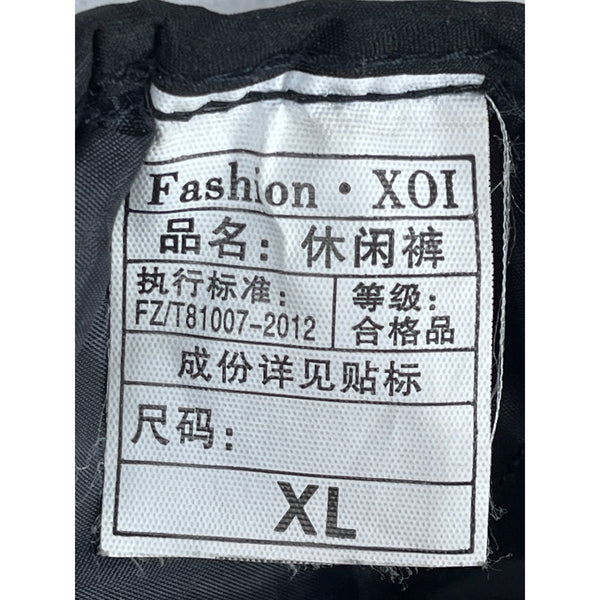 Fashion · XOI
品名：休闲裤
执行标准：
FZ/T81007-2012
等级：
合格品
成份详见贴标
尺码：
XL